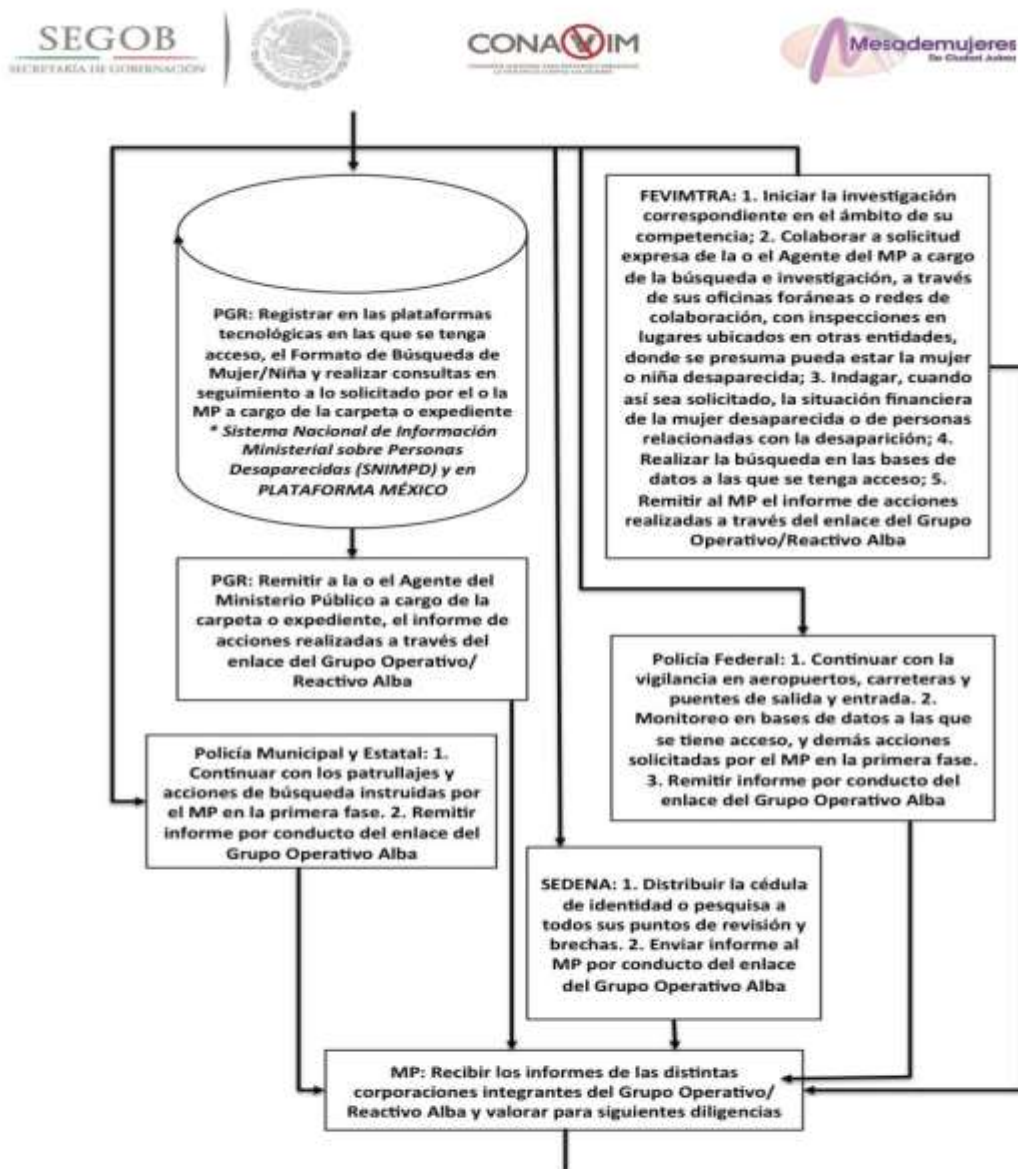 SEGOB
SECRETARÍA DE GOBERNACIÓN
CONAVIM
Mesademujeres
De Ciudad Juárez
PGR: Registrar en las plataformas
tecnológicas en las que se tenga
acceso, el Formato de Búsqueda de
Mujer/Niña y realizar consultas en
seguimiento a lo solicitado por el o la
MP a cargo de la carpeta o expediente
* Sistema Nacional de Información
Ministerial sobre Personas
Desaparecidas (SNIMPD) y en
PLATAFORMA MÉXICO
FEVIMTRA: 1. Iniciar la investigación
correspondiente en el ámbito de su
competencia; 2. Colaborar a solicitud
expresa de la o el Agente del MP a cargo
de la búsqueda e investigación, a través
de sus oficinas foráneas o redes de
colaboración, con inspecciones en
lugares ubicados en otras entidades,
donde se presuma pueda estar la mujer
o niña desaparecida; 3. Indagar, cuando
así sea solicitado, la situación financiera
de la mujer desaparecida o de personas
relacionadas con la desaparición; 4.
Realizar la búsqueda en las bases de
datos a las que se tenga acceso; 5.
Remitir al MP el informe de acciones
realizadas a través del enlace del Grupo
Operativo/Reactivo Alba
PGR: Remitir a la o el Agente del
Ministerio Público a cargo de la
carpeta o expediente, el informe de
acciones realizadas a través del
enlace del Grupo Operativo/
Reactivo Alba
Policía Federal: 1. Continuar con la
vigilancia en aeropuertos, carreteras y
puentes de salida y entrada. 2.
Monitoreo en bases de datos a las que
se tiene acceso, y demás acciones
solicitadas por el MP en la primera fase.
3. Remitir informe por conducto del
enlace del Grupo Operativo Alba
Policía Municipal y Estatal: 1.
Continuar con los patrullajes y
acciones de búsqueda instruidas por
el MP en la primera fase. 2. Remitir
informe por conducto del enlace del
Grupo Operativo Alba
SEDENA: 1. Distribuir la cédula
de identidad o pesquisa a
todos sus puntos de revisión y
brechas. 2. Enviar informe al
MP por conducto del enlace
del Grupo Operativo Alba
MP: Recibir los informes de las distintas
corporaciones integrantes del Grupo Operativo/
Reactivo Alba y valorar para siguientes diligencias